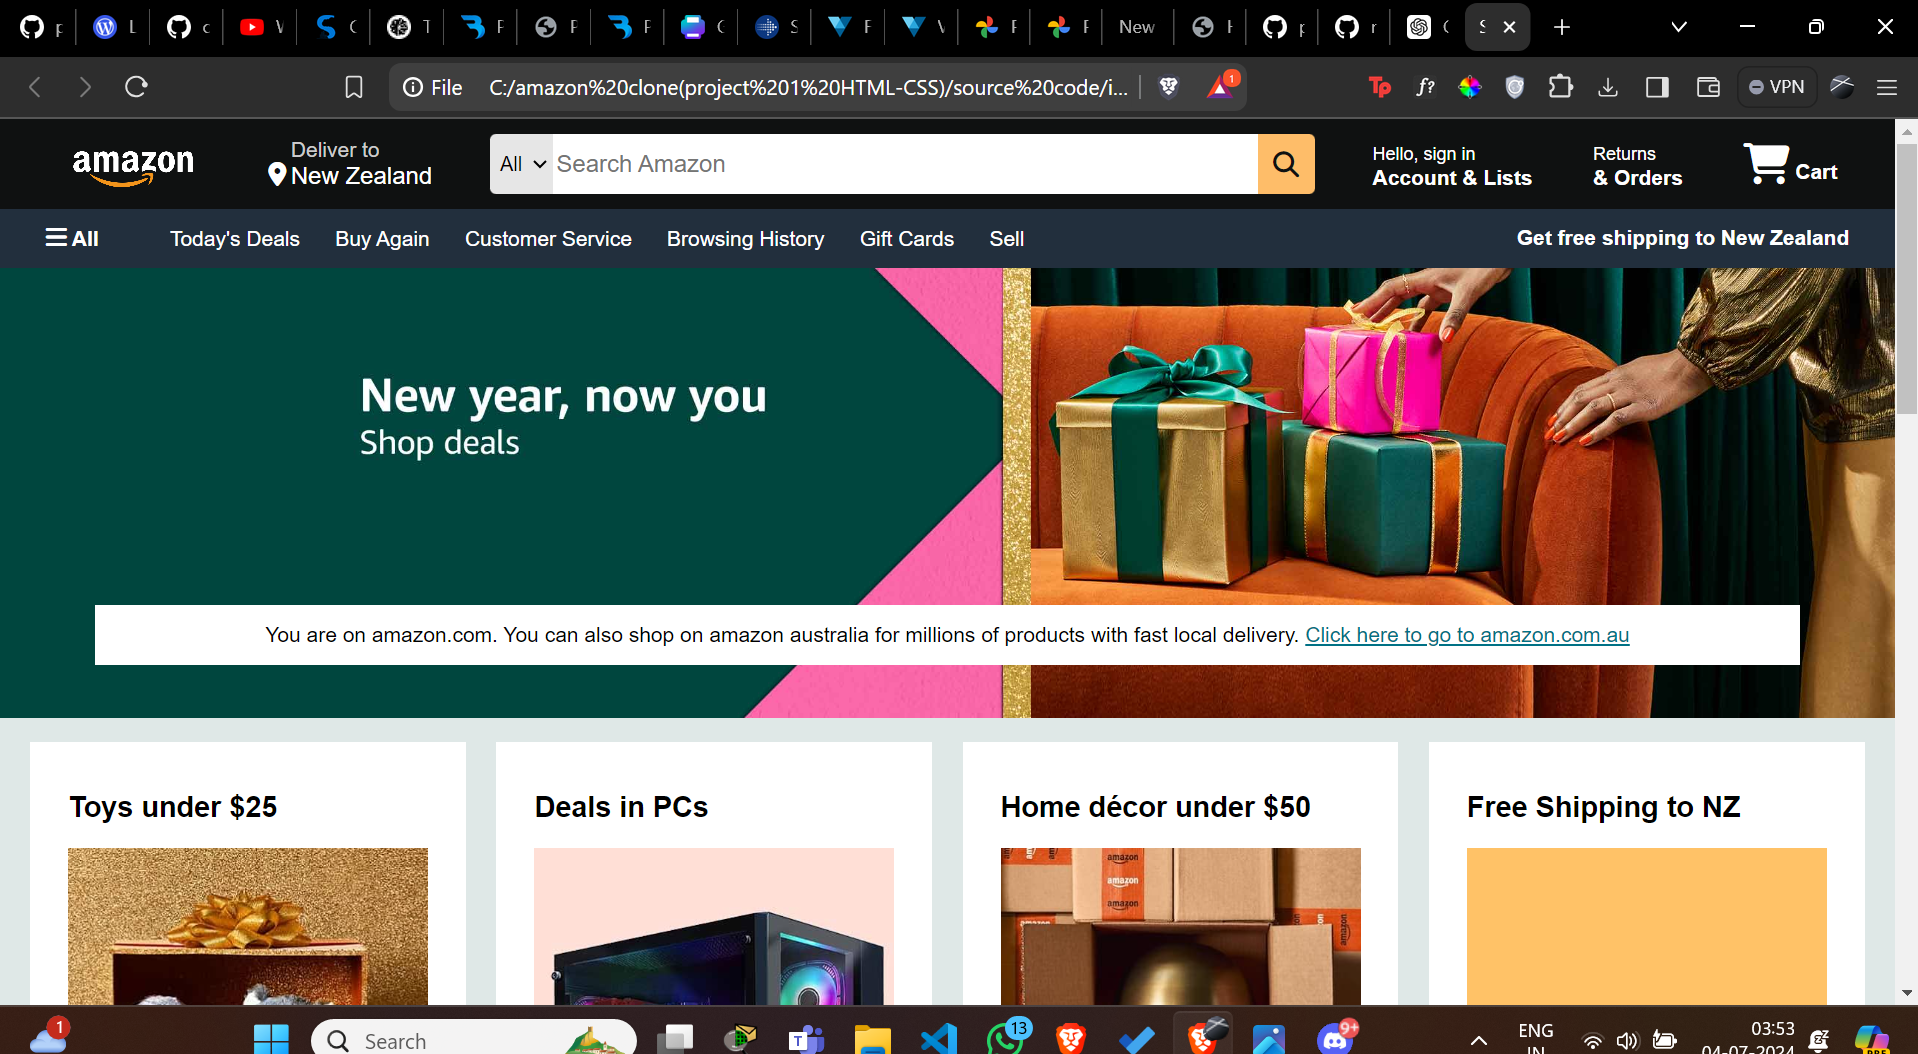 New
File C:/amazon%20clone(project%201%20HTML-CSS)/source%20code/i...
1
Tp
f?
VPN
amazon
Deliver to
New Zealand
All
Search Amazon
Hello, sign in
Account & Lists
Returns
& Orders
Cart
All
Today's Deals
Buy Again
Customer Service
Browsing History
Gift Cards
Sell
Get free shipping to New Zealand
New year, now you
Shop deals
You are on amazon.com. You can also shop on amazon australia for millions of products with fast local delivery. Click here to go to amazon.com.au
Toys under $25
Deals in PCs
Home décor under $50
Free Shipping to NZ
amazon
amazon
amazon
1
Search
13
9+
ENG
IN
03:53
04-07-2024